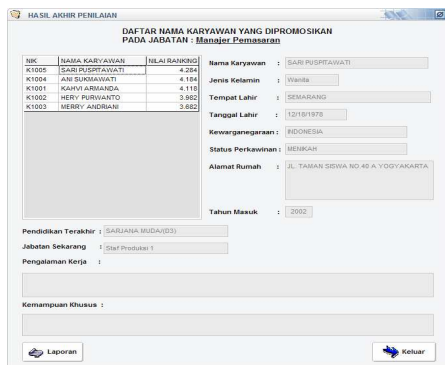 HASIL AKHIR PENILAIAN
DAFTAR NAMA KARYAWAN YANG DIPROMOSIKAN
PADA JABATAN : Manajer Pemasaran
NIK NAMA KARYAWAN NILAI RANKING
K1005 SARI PUSPITAWATI 4.284
K1004 ANI SUKMAWATI 4.184
K1001 KAHVI ARMANDA 4.118
K1002 HERY PURWANTO 3.982
K1003 MERRY ANDRIANI 3.682
Nama Karyawan : SARI PUSPITAWATI
Jenis Kelamin : Wanita
Tempat Lahir : SEMARANG
Tanggal Lahir : 12/18/1978
Kewarganegaraan : INDONESIA
Status Perkawinan : MENIKAH
Alamat Rumah : JL. TAMAN SISWA NO.40 A YOGYAKARTA
Tahun Masuk : 2002
Pendidikan Terakhir : SARJANA MUDA/(D3)
Jabatan Sekarang : Staf Produksi 1
Pengalaman Kerja :
Kemampuan Khusus :
Laporan
Keluar